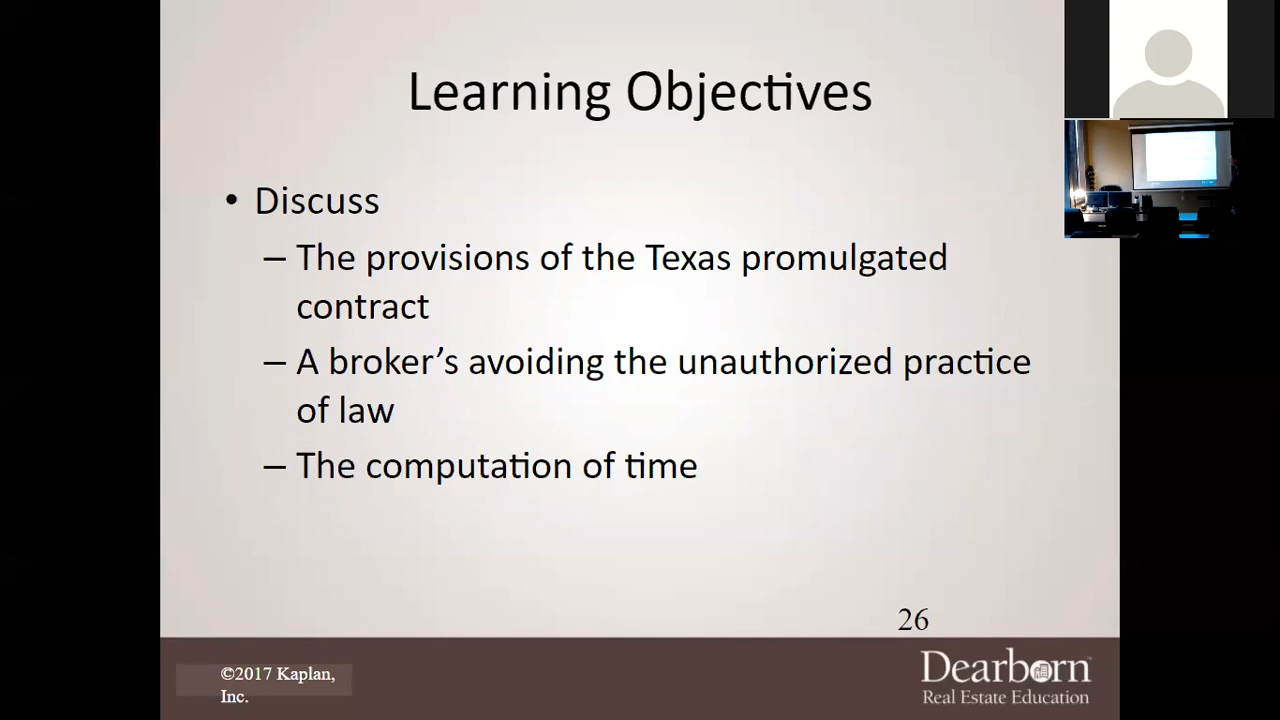 Learning Objectives
• Discuss
– The provisions of the Texas promulgated
contract
– A broker’s avoiding the unauthorized practice
of law
– The computation of time
26
©2017 Kaplan,
Inc.
Dearborn
Real Estate Education